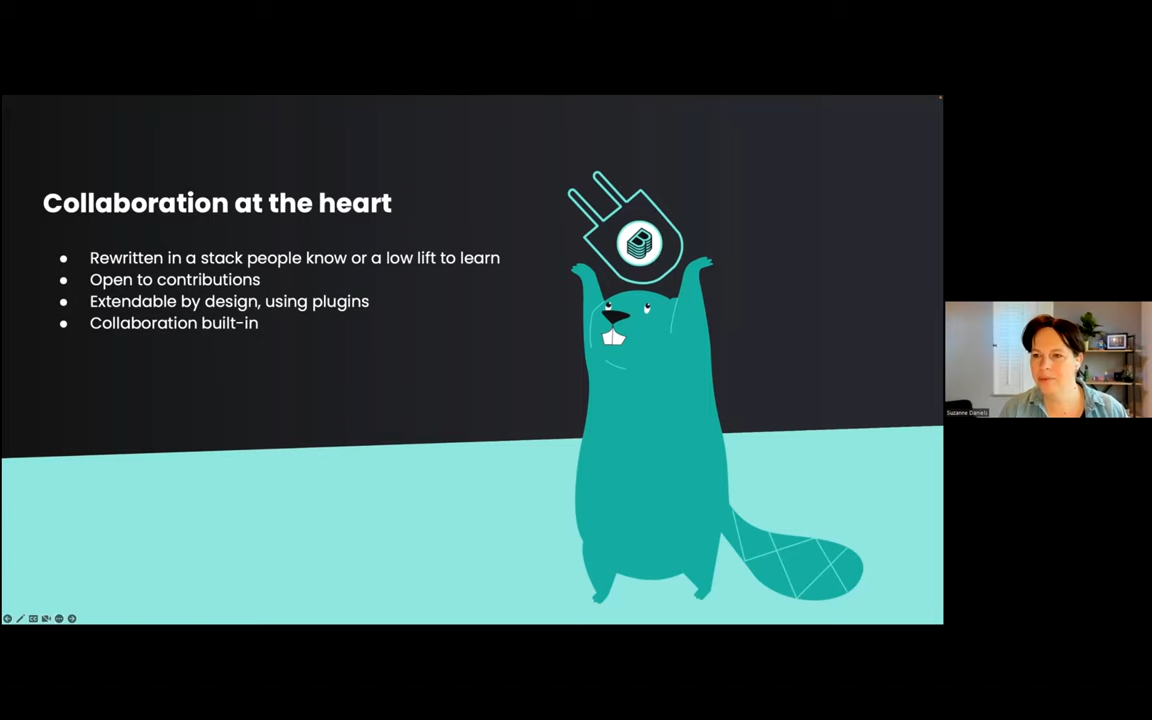 Collaboration at the heart
● Rewritten in a stack people know or a low lift to learn
● Open to contributions
● Extendable by design, using plugins
● Collaboration built-in
Suzanne Daniels